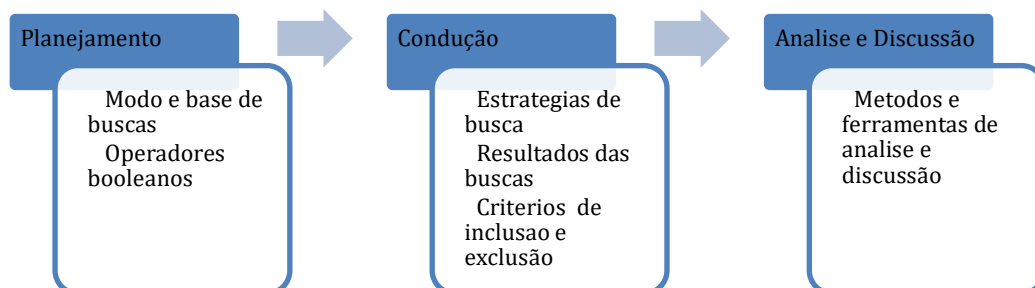 Planejamento
Modo e base de
buscas
Operadores
booleanos
Condução
Estrategias de
busca
Resultados das
buscas
Criterios de
inclusao e
exclusão
Analise e Discussão
Metodos e
ferramentas de
analise e
discussão